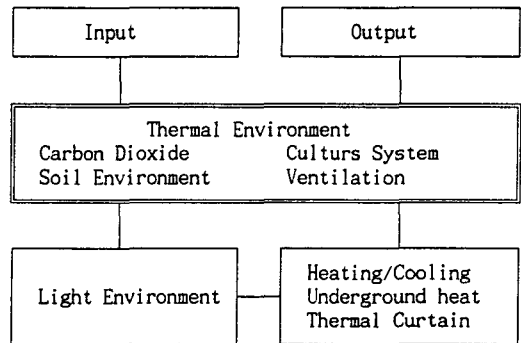 Input
Output
Thermal Environment
Carbon Dioxide Culturs System
Soil Environment Ventilation
Light Environment
Heating/Cooling
Underground heat
Thermal Curtain